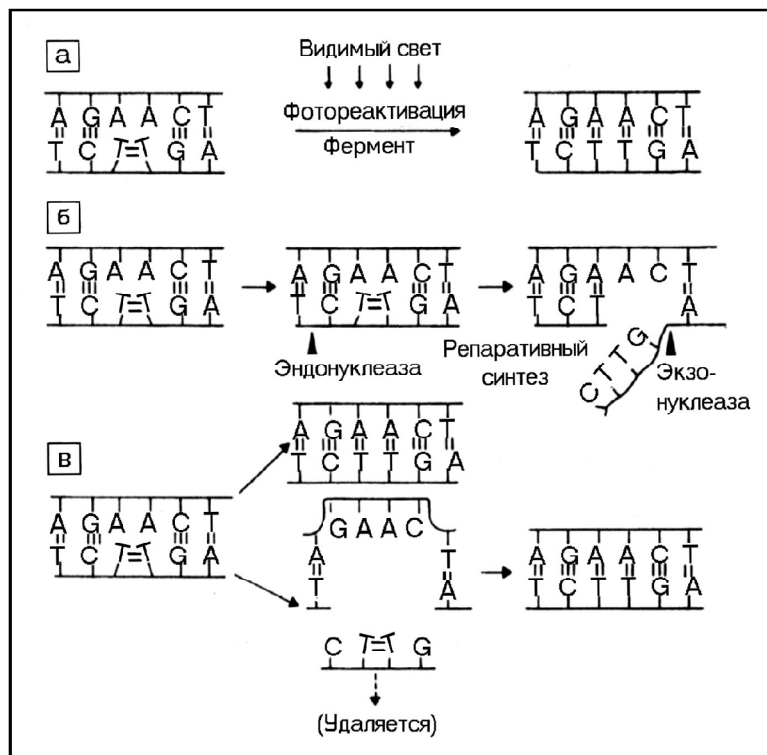 а
Видимый свет
A G A A C T
T C T=T G A
Фотореактивация
Фермент
A G A A C T
T C T T G A
б
A G A A C T
T C T=T G A
A G A A C T
T C T=T G A
Эндонуклеаза
A G A A C T
T C T A
Репаративный
синтез
C T T G
Экзо-
нуклеаза
в
A G A A C T
T C T=T G A
A G A A C T
T C T T G A
G A A C
A T
T A
C T=T G
(Удаляется)
A G A A C T
T C T T G A